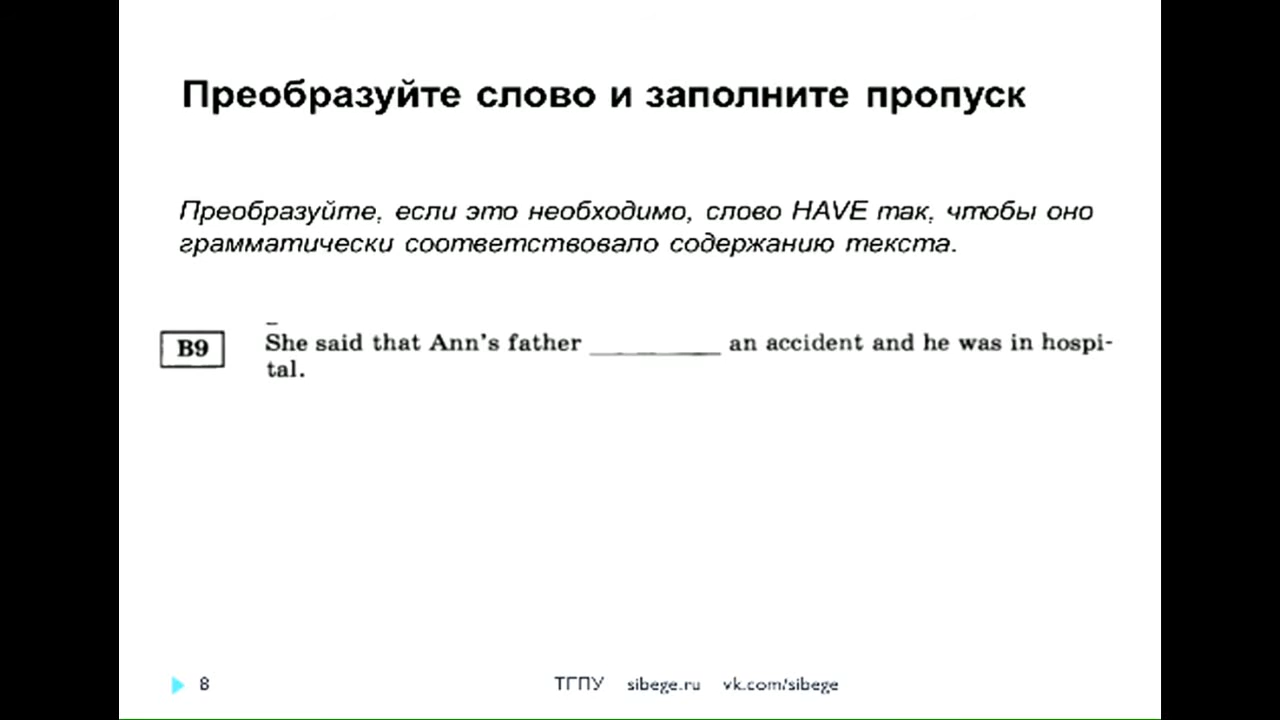 Преобразуйте слово и заполните пропуск
Преобразуйте, если это необходимо, слово HAVE так, чтобы оно
грамматически соответствовало содержанию текста.
B9 She said that Ann's father ________ an accident and he was in hospi-
tal.
8 ТГПУ sibege.ru vk.com/sibege